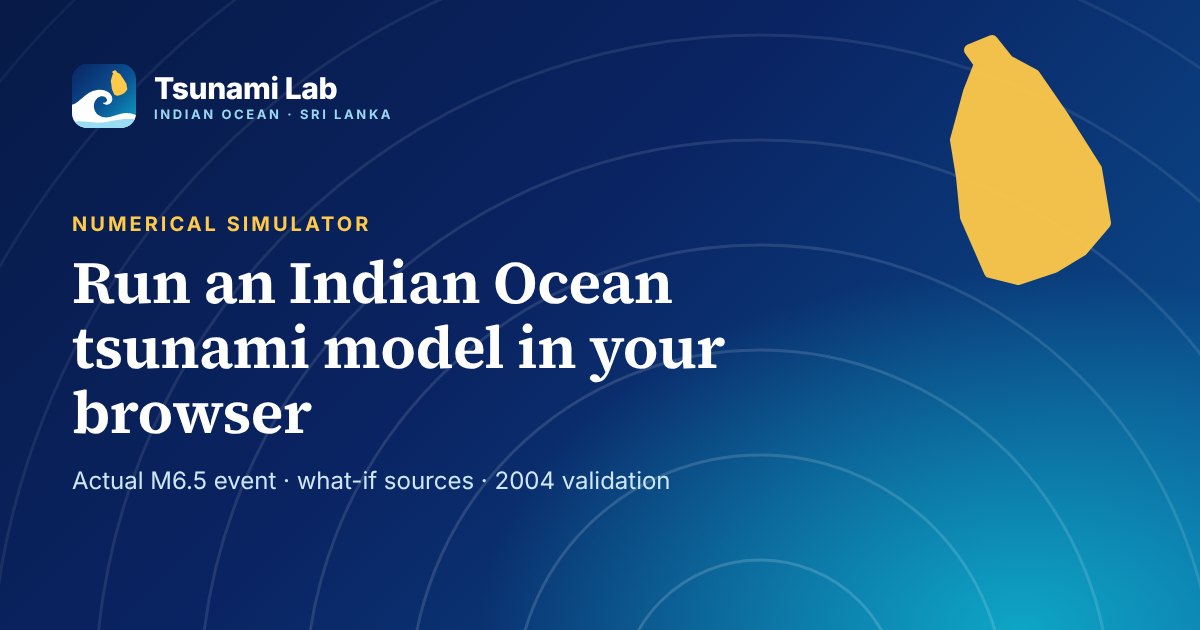 Tsunami Lab
INDIAN OCEAN · SRI LANKA
NUMERICAL SIMULATOR
Run an Indian Ocean
tsunami model in your
browser
Actual M6.5 event · what-if sources · 2004 validation